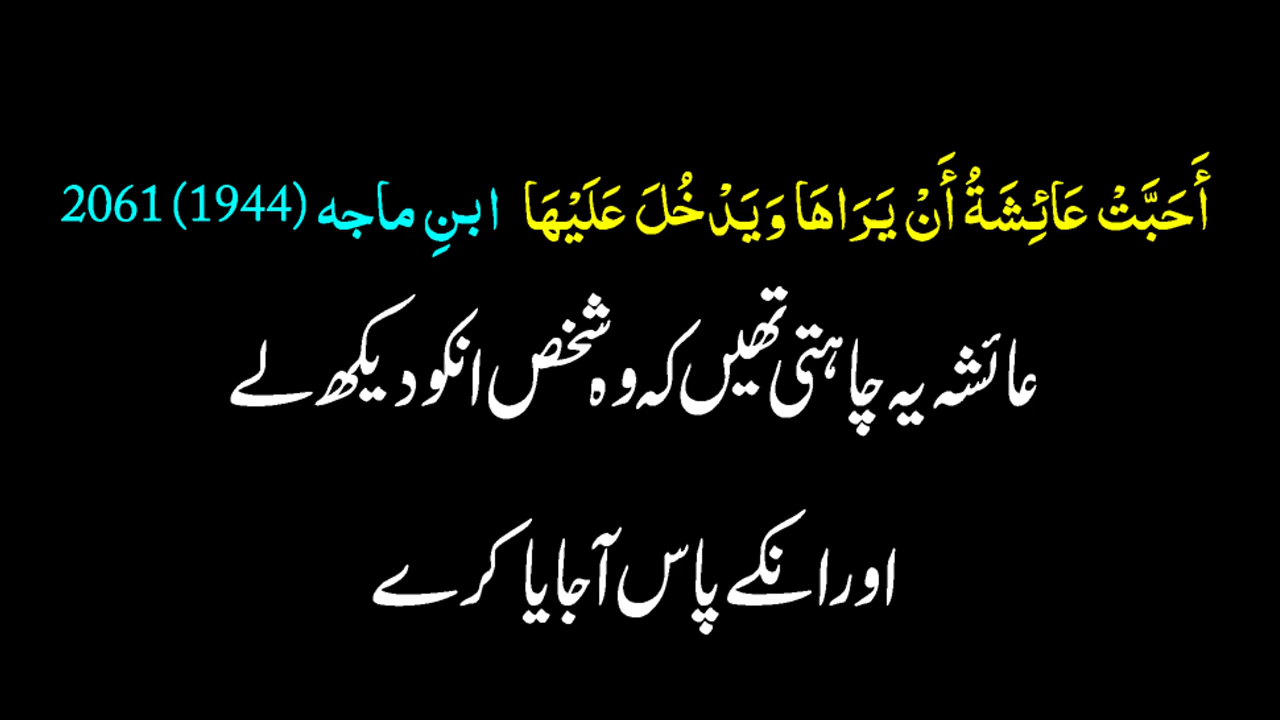 أَحَبَّتْ عَائِشَةُ أَنْ يَرَاهَا وَيَدْخُلَ عَلَيْهَا ابنِ ماجه (1944) 2061
عائشہ یہ چاہتی تھیں کہ وہ شخص انکو دیکھ لے
اور انکے پاس آجایا کرے